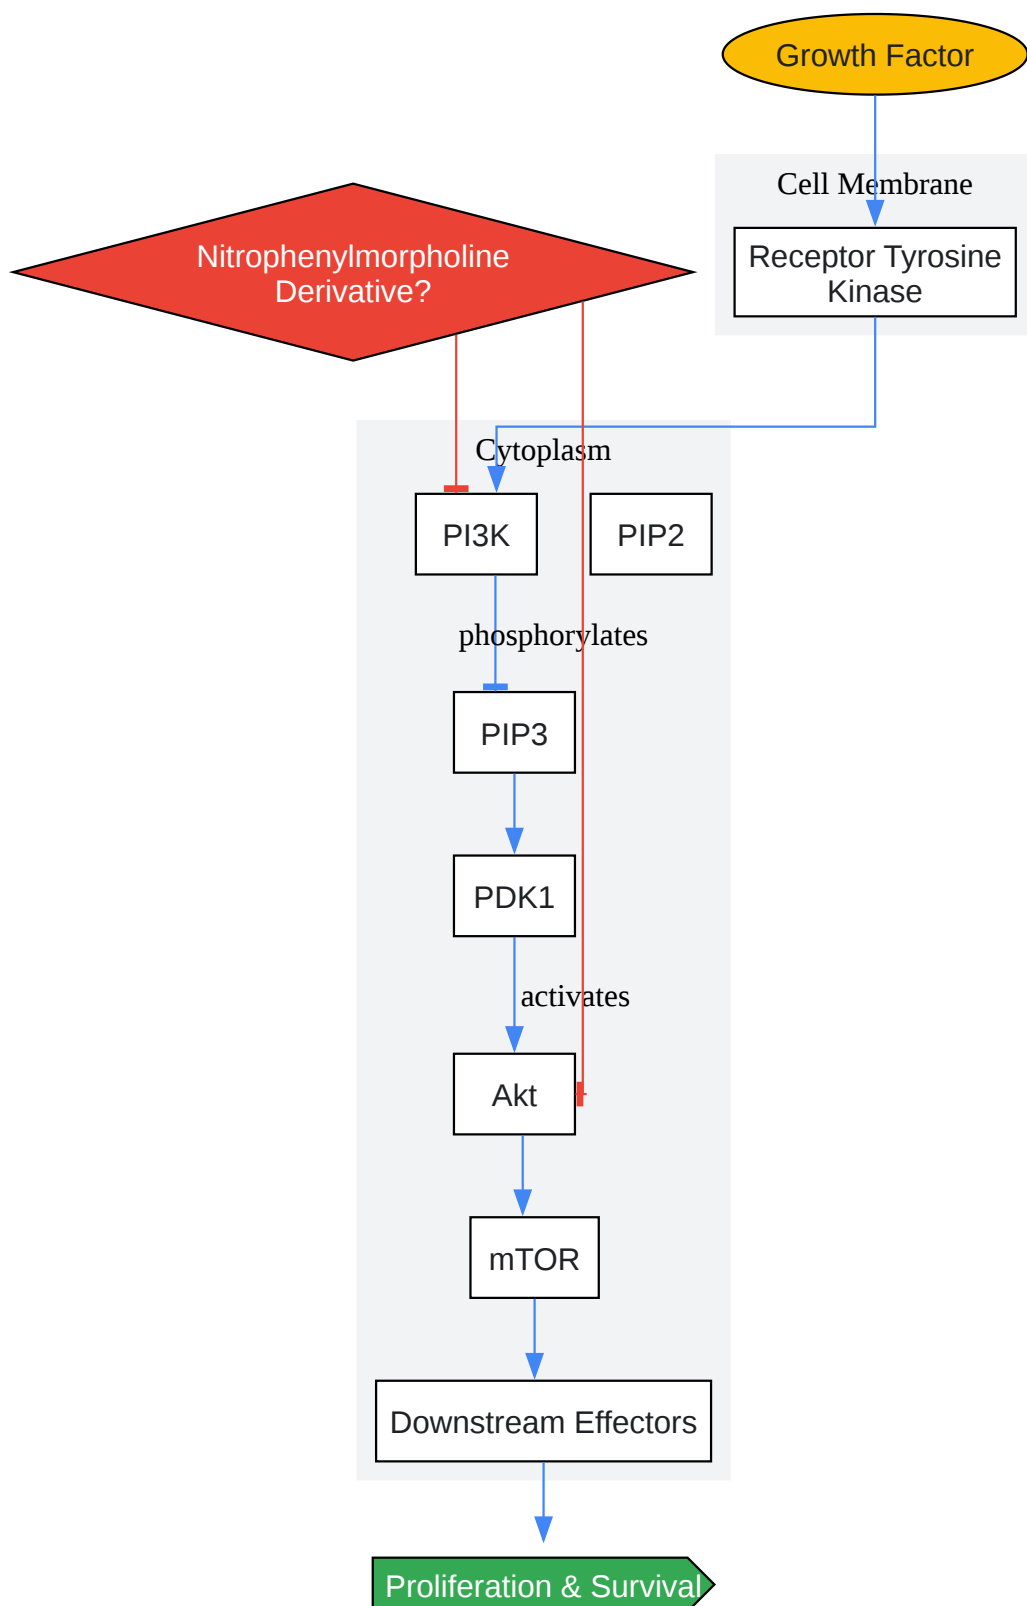 Growth Factor
Cell Membrane
Nitrophenylmorpholine
Derivative?
Receptor Tyrosine
Kinase
Cytoplasm
PI3K
PIP2
phosphorylates
PIP3
PDK1
activates
Akt
mTOR
Downstream Effectors
Proliferation & Survival